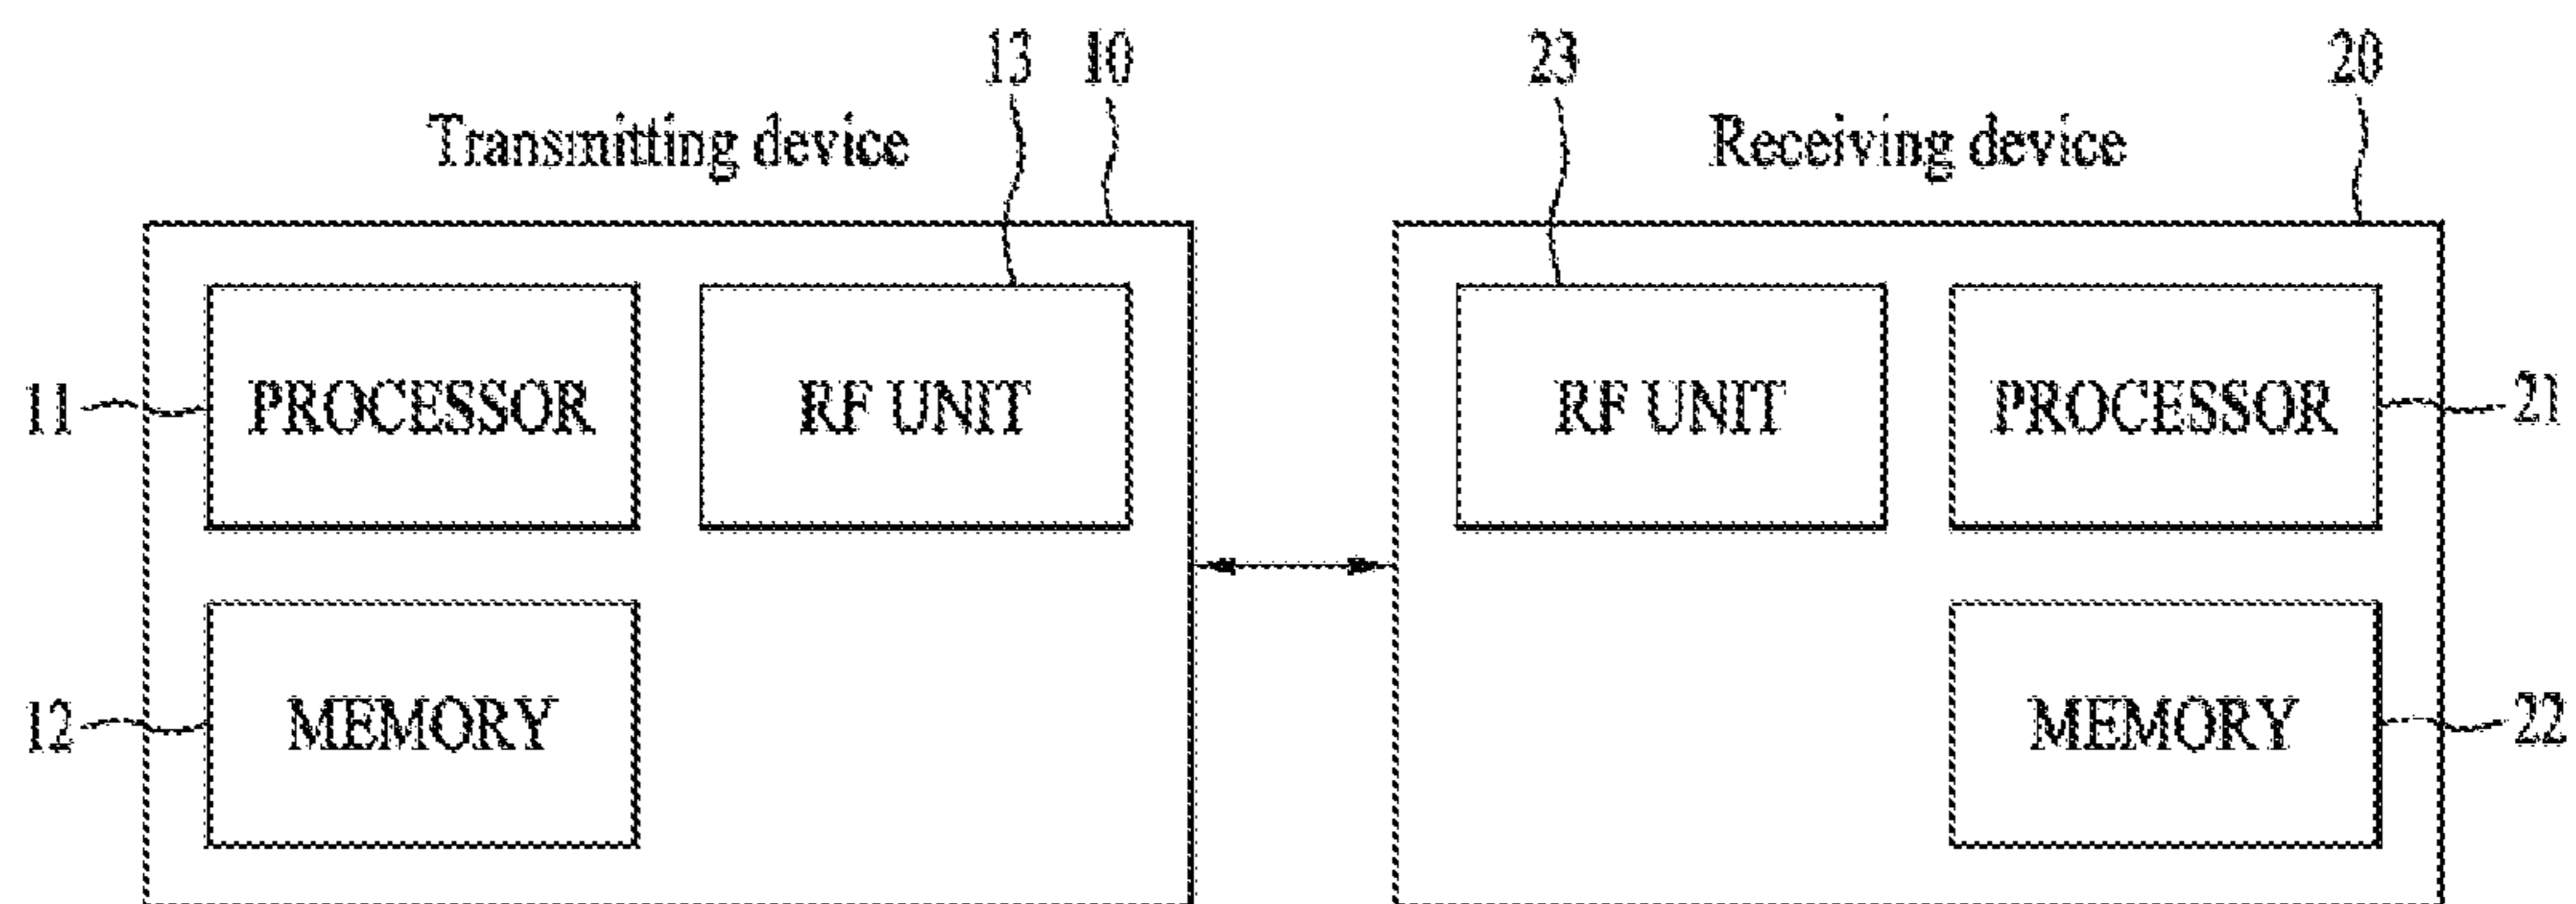 13 10 23 20
Transmitting device Receiving device
11 PROCESSOR RF UNIT RF UNIT PROCESSOR 21
12 MEMORY MEMORY 22